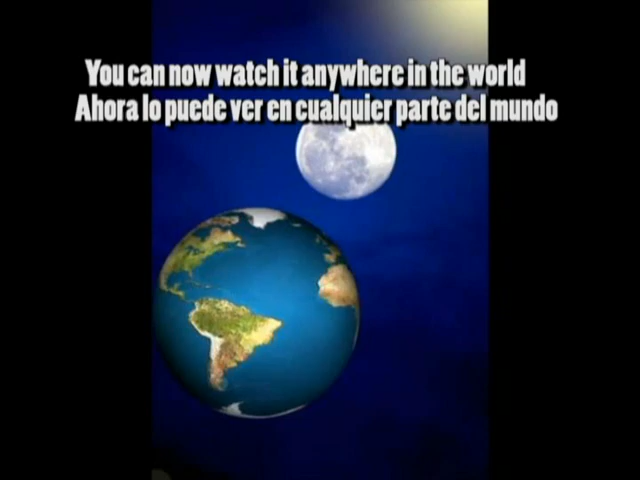 You can now watch it anywhere in the world
Ahora lo puede ver en cualquier parte del mundo